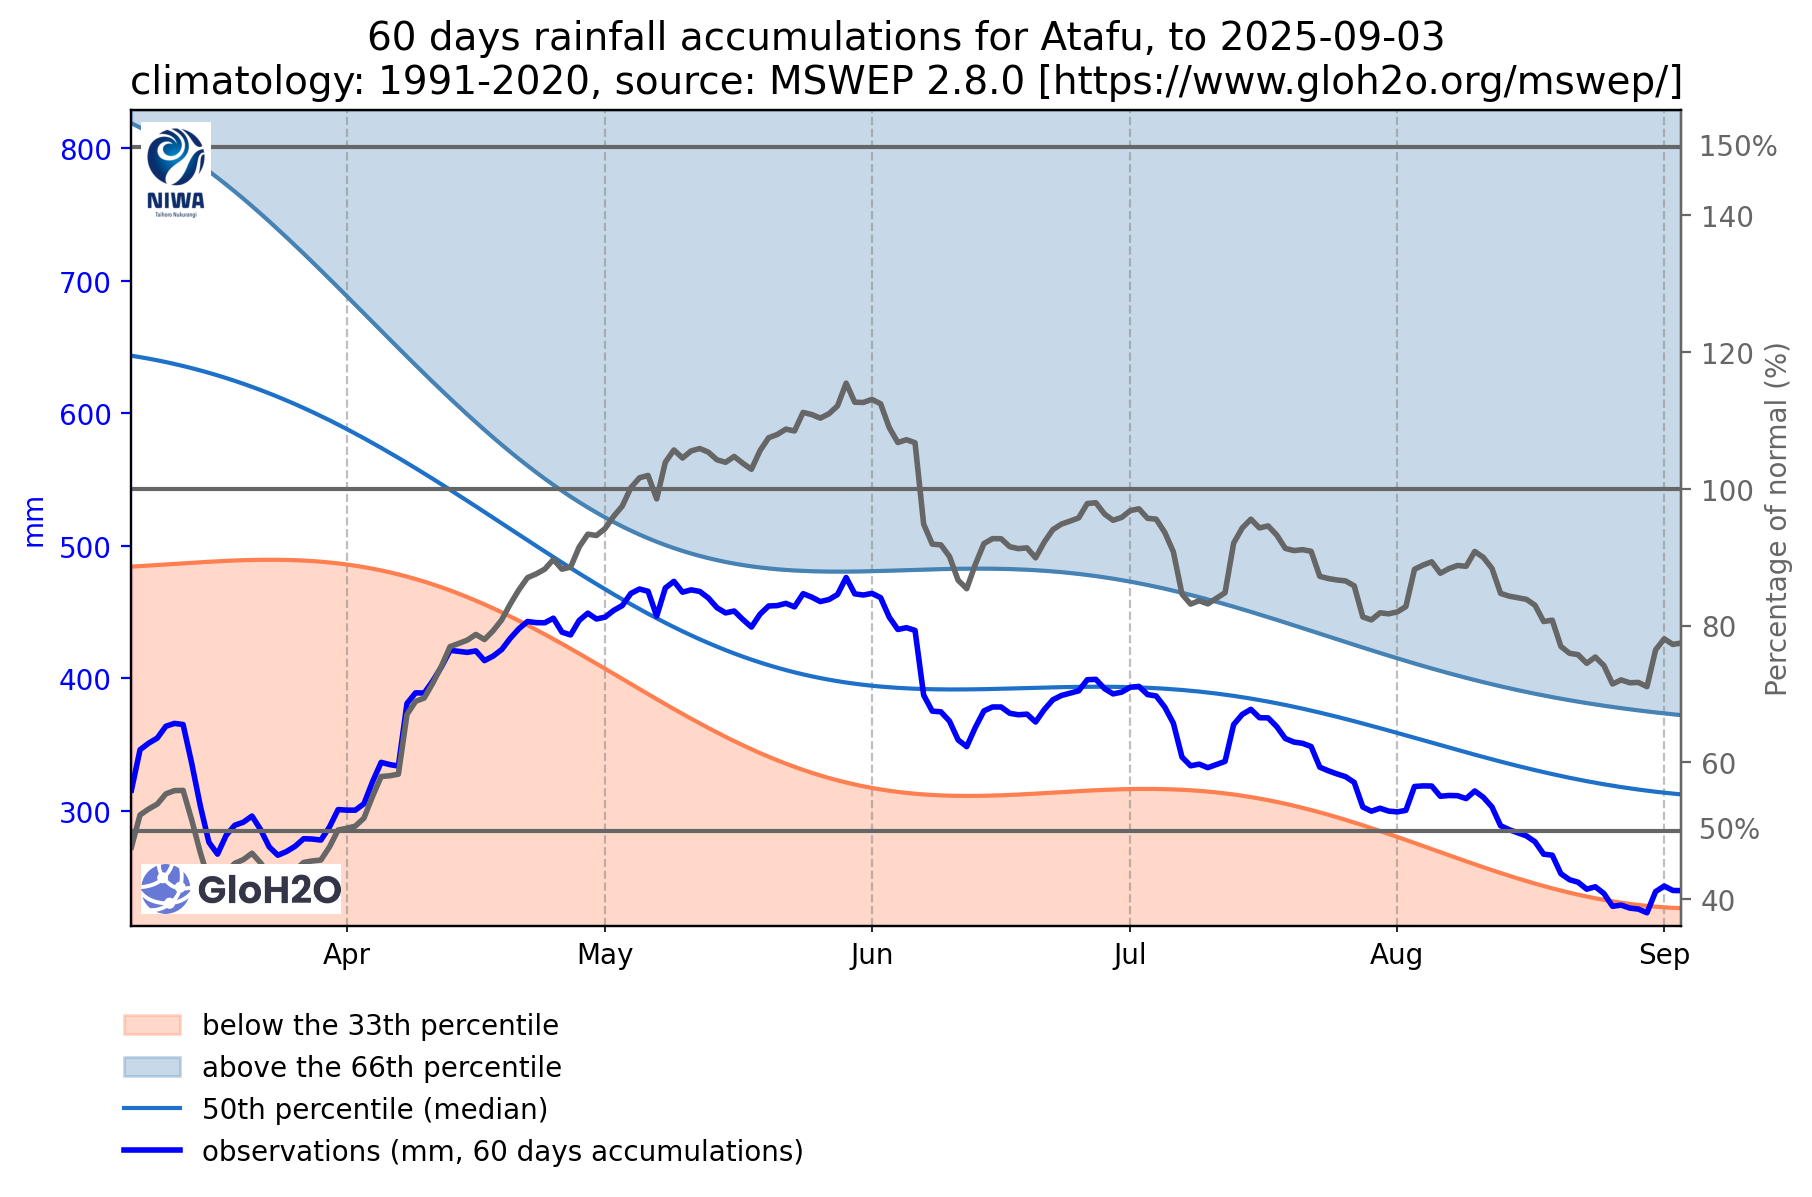 60 days rainfall accumulations for Atafu, to 2025-09-03
climatology: 1991-2020, source: MSWEP 2.8.0 [https://www.gloh2o.org/mswep/]
800
700
600
500
400
300
mm
NIWA
Taihoro Nukurangi
GloH2O
150%
140
120
100
80
60
50%
40
Percentage of normal (%)
Apr May Jun Jul Aug Sep
below the 33th percentile
above the 66th percentile
50th percentile (median)
observations (mm, 60 days accumulations)